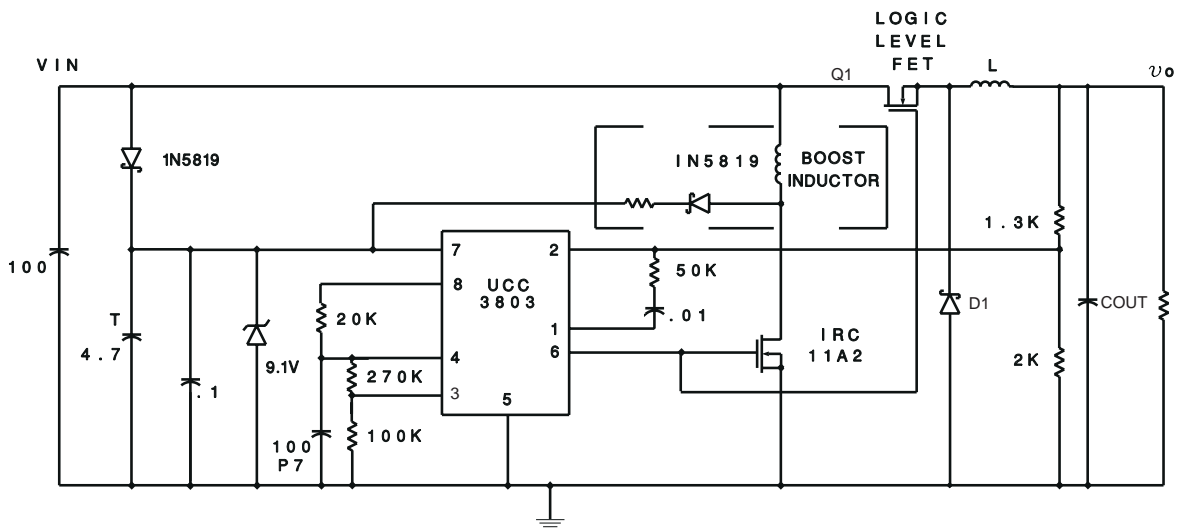 LOGIC
LEVEL
FET
VIN
Q1
L
νo
1N5819
IN5819
BOOST
INDUCTOR
1.3K
100
7
2
8
UCC
3803
50K
.01
D1
COUT
T
4.7
20K
1
6
IRC
11A2
9.1V
4
270K
3
2K
.1
5
100K
100
P7